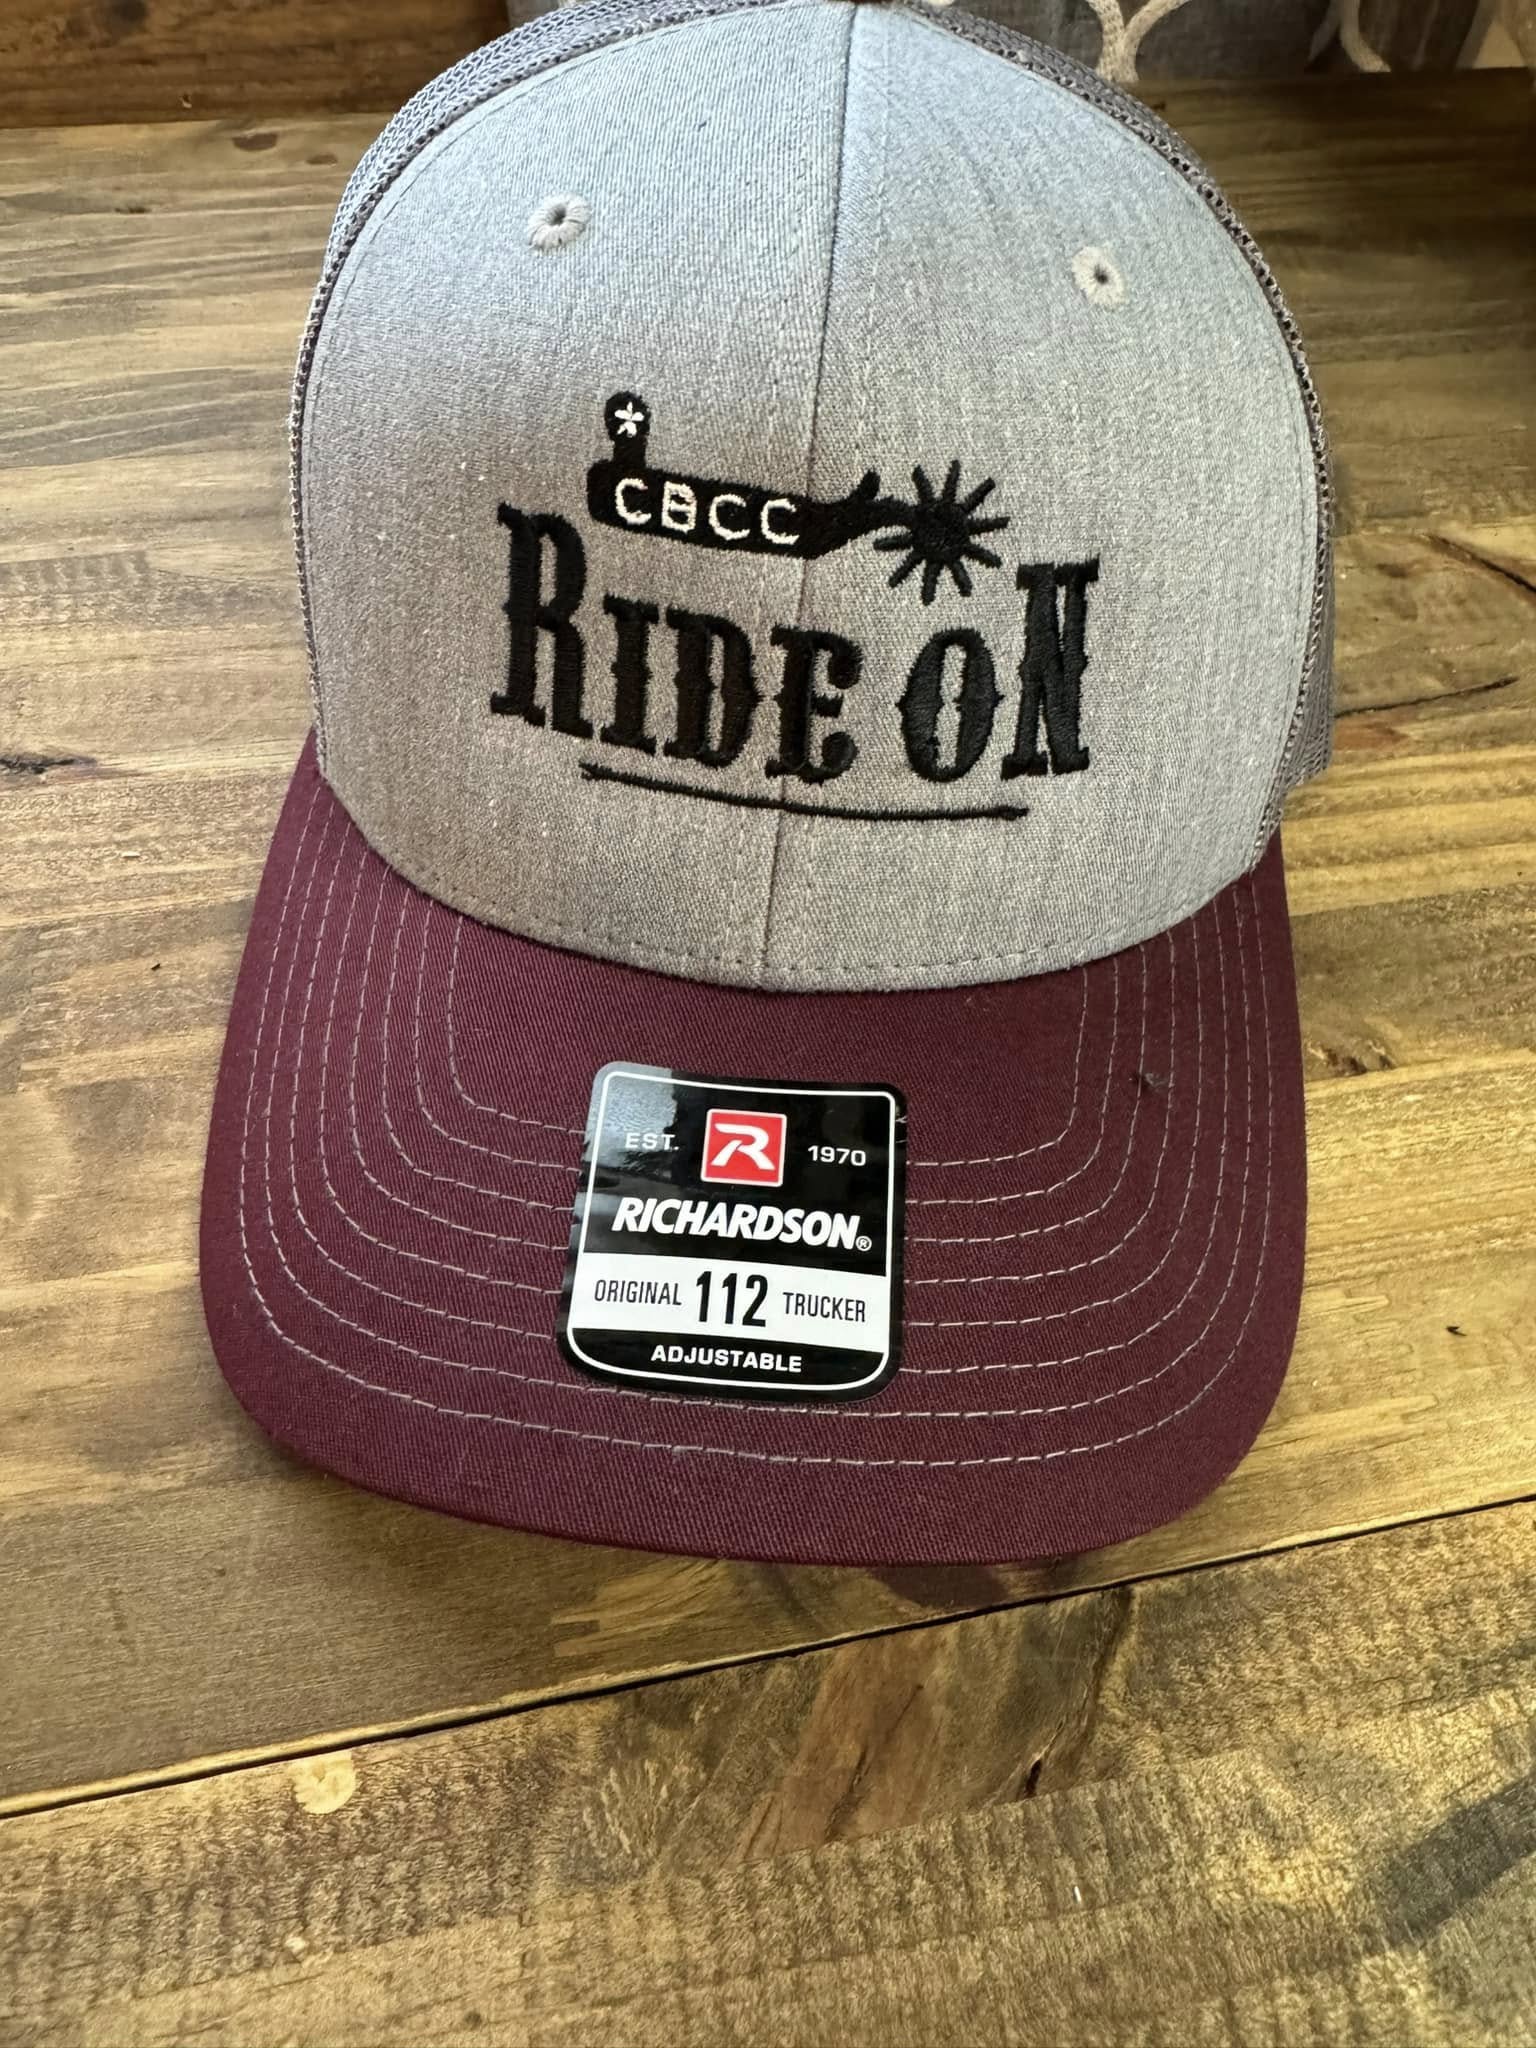 CBCC
RIDE ON
EST. R 1970
RICHARDSON®
ORIGINAL 112 TRUCKER
ADJUSTABLE